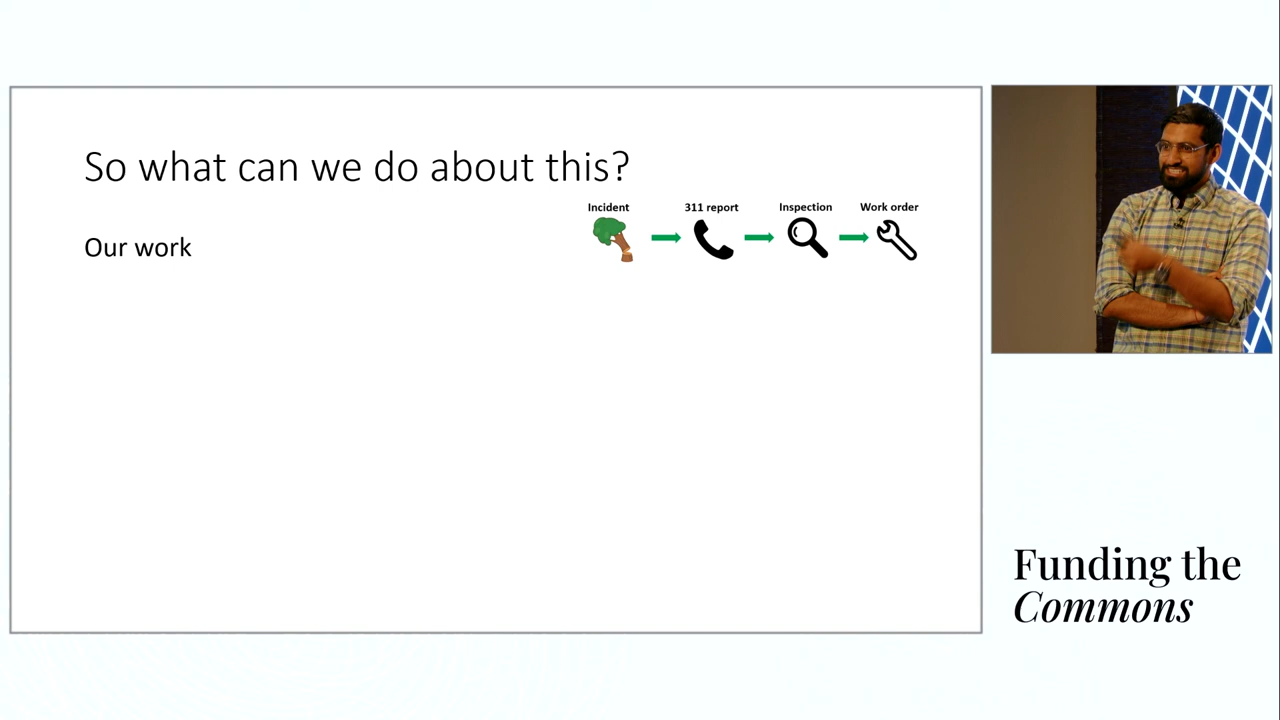 So what can we do about this?
Incident
311 report
Inspection
Work order
Our work
Funding the
Commons